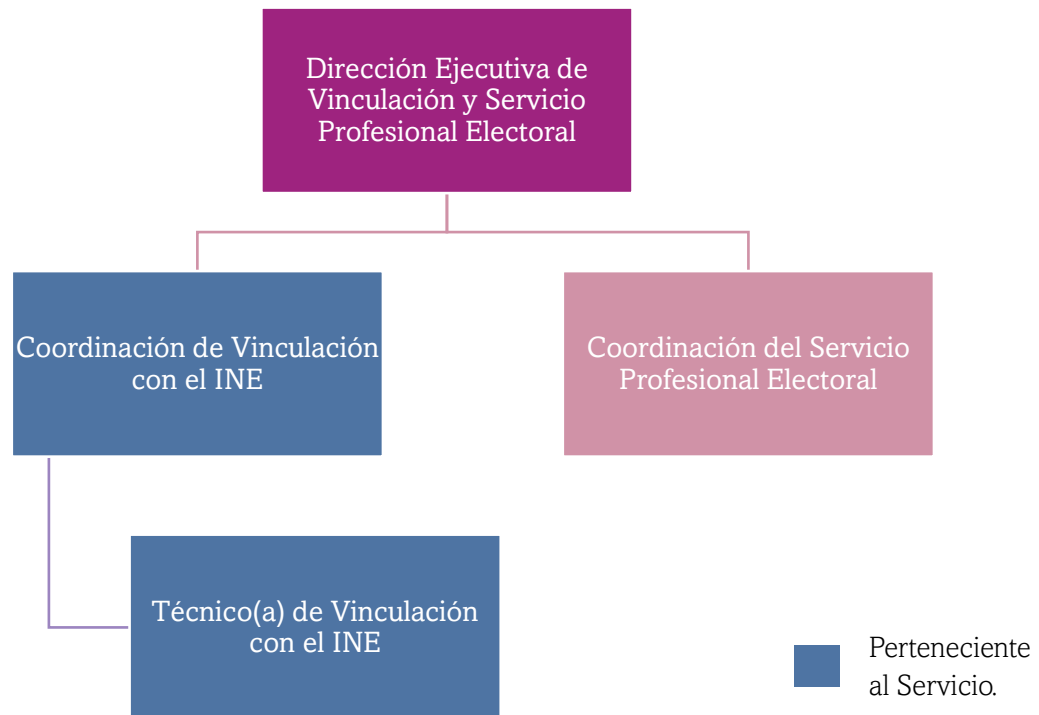 Dirección Ejecutiva de
Vinculación y Servicio
Profesional Electoral
Coordinación de Vinculación
con el INE
Coordinación del Servicio
Profesional Electoral
Técnico(a) de Vinculación
con el INE
Perteneciente
al Servicio.